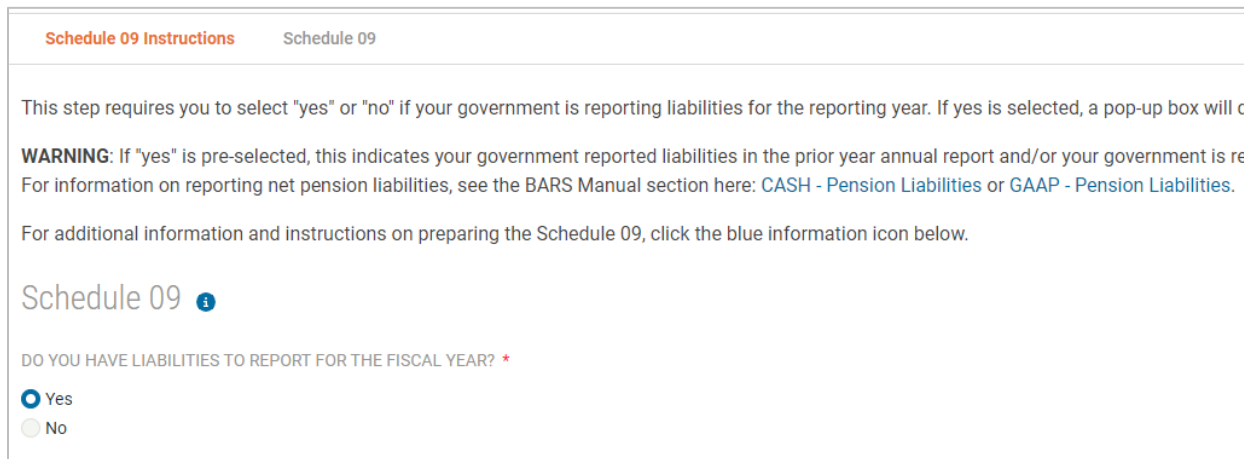 Schedule 09 Instructions Schedule 09
This step requires you to select "yes" or "no" if your government is reporting liabilities for the reporting year. If yes is selected, a pop-up box will
WARNING: If "yes" is pre-selected, this indicates your government reported liabilities in the prior year annual report and/or your government is
For information on reporting net pension liabilities, see the BARS Manual section here: CASH - Pension Liabilities or GAAP - Pension Liabilities.
For additional information and instructions on preparing the Schedule 09, click the blue information icon below.
Schedule 09
DO YOU HAVE LIABILITIES TO REPORT FOR THE FISCAL YEAR? *
Yes
No